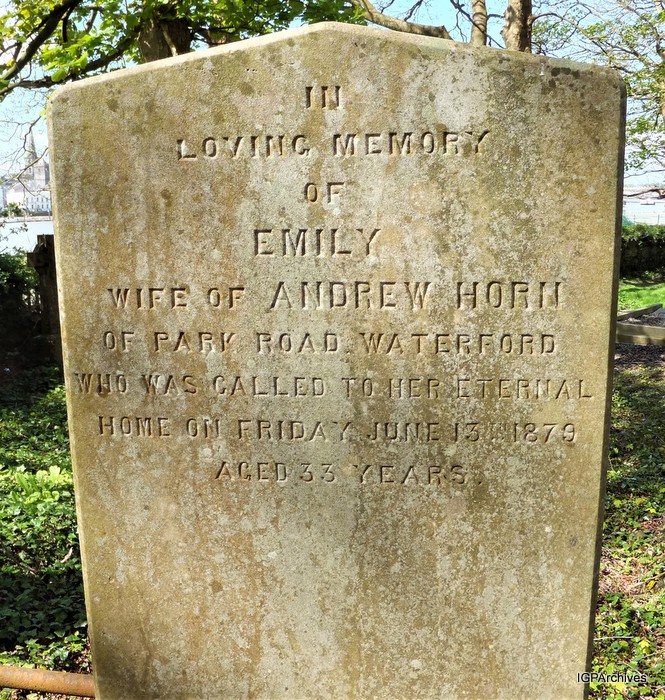 IN
LOVING MEMORY
OF
EMILY
WIFE OF ANDREW HORN
OF PARK ROAD WATERFORD
WHO WAS CALLED TO HER ETERNAL
HOME ON FRIDAY JUNE 13TH 1879
AGED 33 YEARS.
IGPArchives